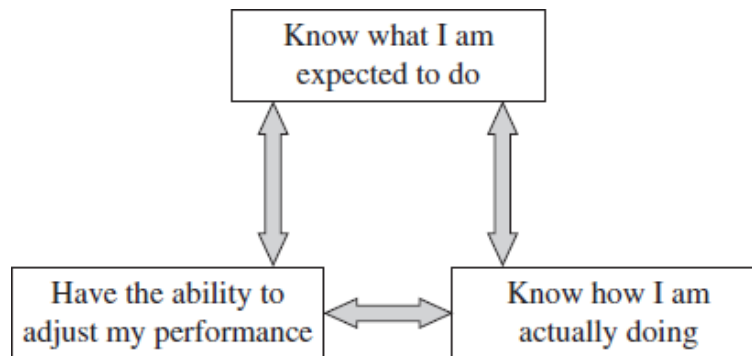 Know what I am
expected to do
Have the ability to
adjust my performance
Know how I am
actually doing